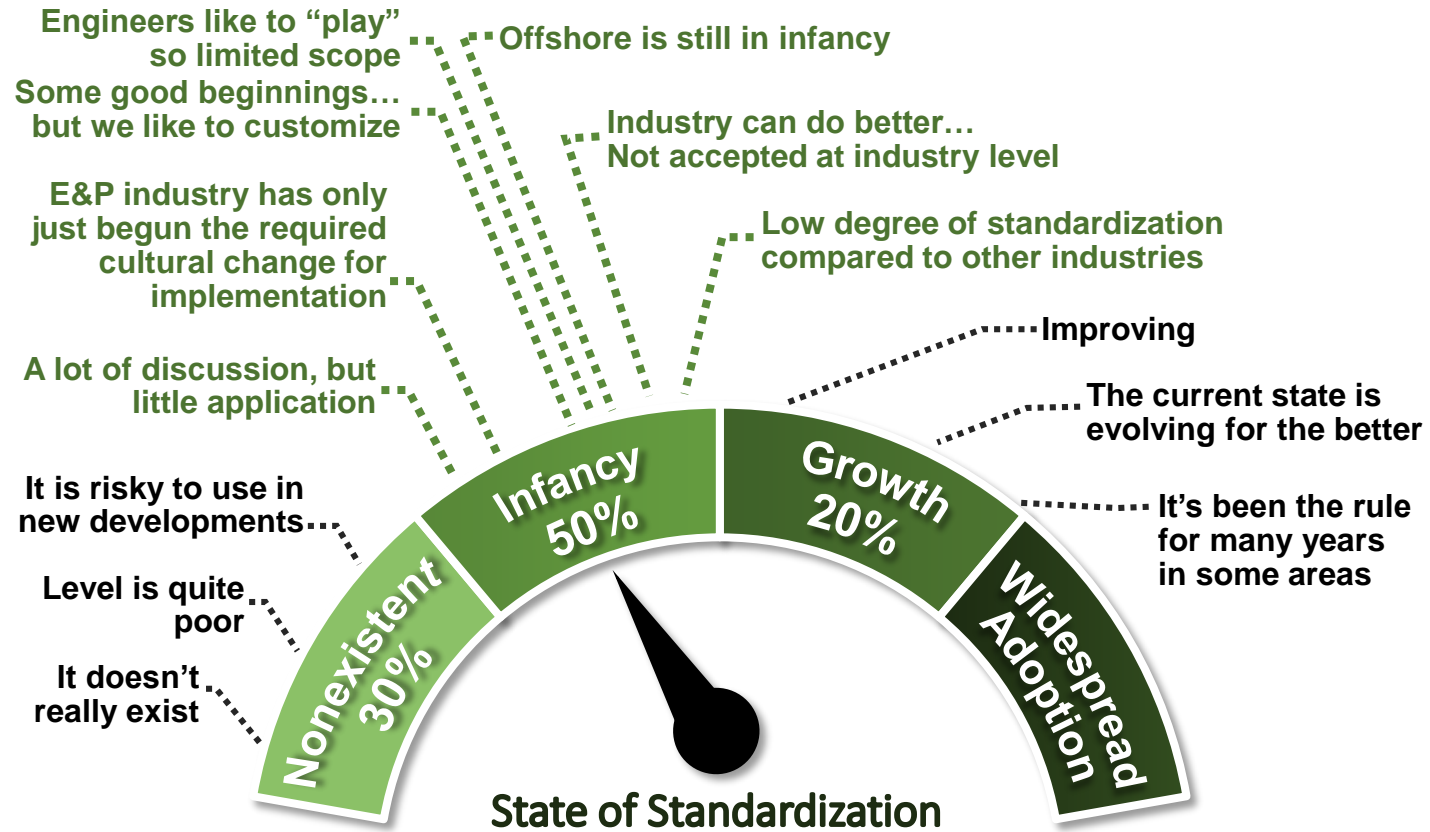 Engineers like to “play”
so limited scope
Offshore is still in infancy
Some good beginnings…
but we like to customize
Industry can do better…
Not accepted at industry level
E&P industry has only
just begun the required
cultural change for
implementation
Low degree of standardization
compared to other industries
Improving
A lot of discussion, but
little application
The current state is
evolving for the better
It is risky to use in
new developments
It’s been the rule
for many years
in some areas
Level is quite
poor
It doesn’t
really exist
Nonexistent
30%
Infancy
50%
Growth
20%
Widespread
Adoption
State of Standardization